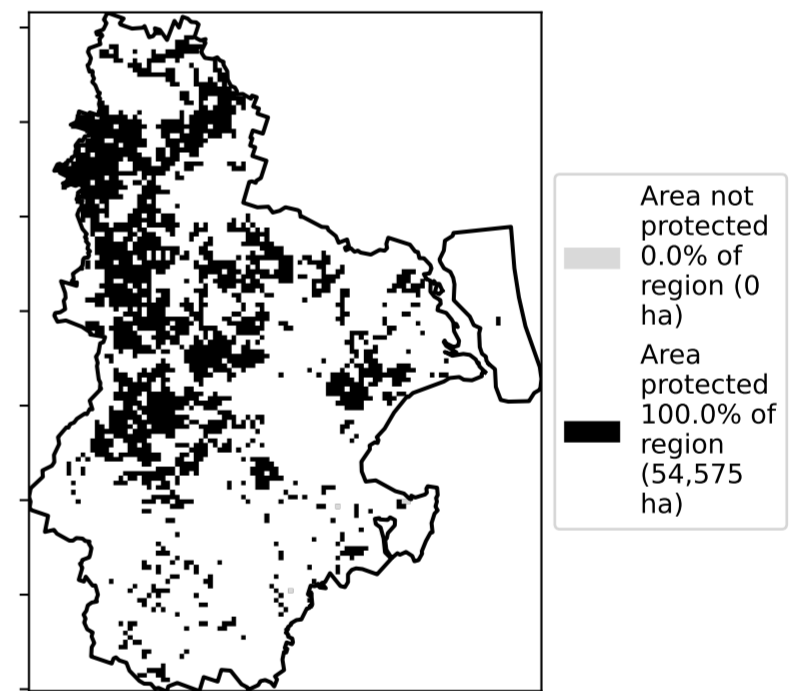 Area not
protected
0.0% of
region (0
ha)
Area
protected
100.0% of
region
(54,575
ha)